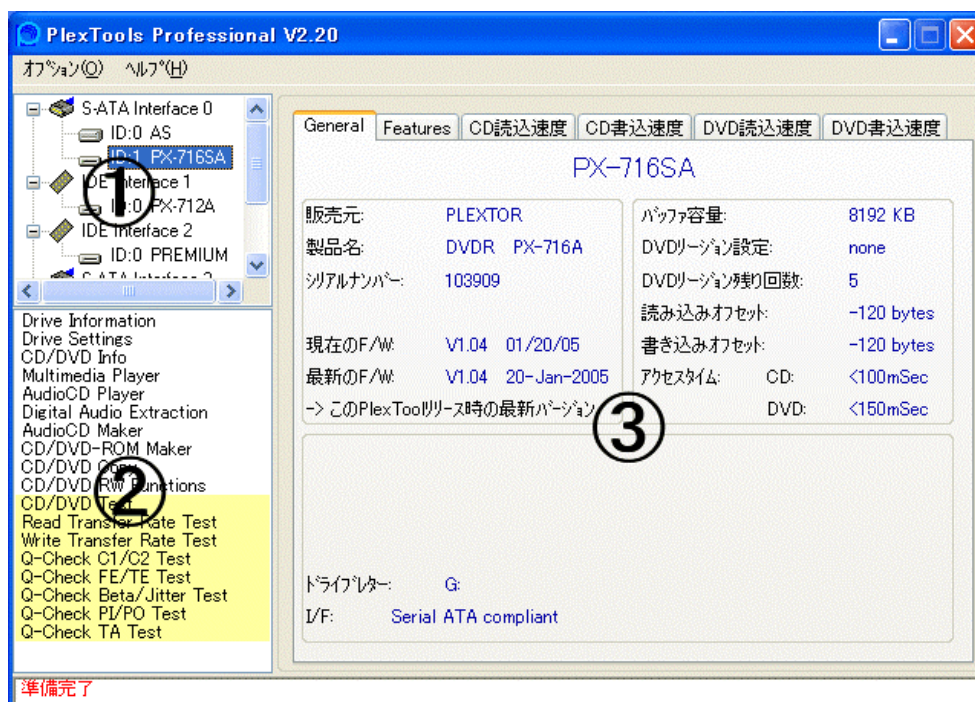 PlexTools Professional V2.20
ｵﾌﾟｼｮﾝ(O) ﾍﾙﾌﾟ(H)
S-ATA Interface 0
ID:0 AS
ID:1 PX-716SA
IDE Interface 1
ID:0 PX-712A
IDE Interface 2
ID:0 PREMIUM
S-ATA Interface 3
①
Drive Information
Drive Settings
CD/DVD Info
Multimedia Player
AudioCD Player
Digital Audio Extraction
AudioCD Maker
CD/DVD-ROM Maker
CD/DVD Copy
CD/DVD RW Functions
CD/DVD Test
Read Transfer Rate Test
Write Transfer Rate Test
Q-Check C1/C2 Test
Q-Check FE/TE Test
Q-Check Beta/Jitter Test
Q-Check PI/PO Test
Q-Check TA Test
②
General Features CD読込速度 CD書込速度 DVD読込速度 DVD書込速度
PX-716SA
販売元: PLEXTOR
製品名: DVDR PX-716A
ｼﾘｱﾙﾅﾝﾊﾞｰ: 103909
現在のF/W: V1.04 01/20/05
最新のF/W: V1.04 20-Jan-2005
-> このPlexToolﾘﾘｰｽ時の最新ﾊﾞｰｼﾞｮﾝ
ﾊﾞｯﾌｧ容量: 8192 KB
DVDﾘｰｼﾞｮﾝ設定: none
DVDﾘｰｼﾞｮﾝ残り回数: 5
読み込みｵﾌｾｯﾄ: -120 bytes
書き込みｵﾌｾｯﾄ: -120 bytes
ｱｸｾｽﾀｲﾑ: CD: <100mSec
DVD: <150mSec
③
ﾄﾞﾗｲﾌﾞﾚﾀｰ: G:
I/F: Serial ATA compliant
準備完了